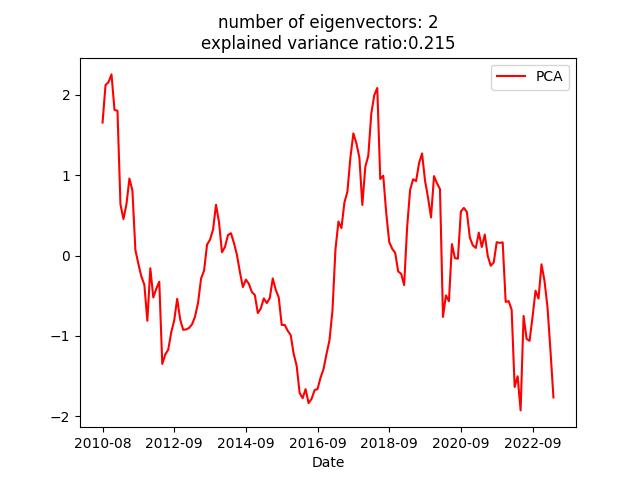 number of eigenvectors: 2
explained variance ratio:0.215
PCA
2
1
0
−1
−2
2010-08 2012-09 2014-09 2016-09 2018-09 2020-09 2022-09
Date